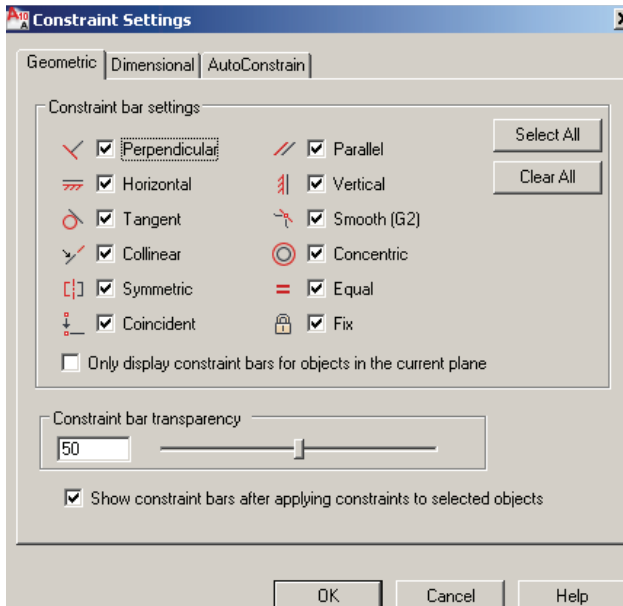 Constraint Settings
Geometric Dimensional AutoConstrain
Constraint bar settings
Perpendicular Parallel Select All
Horizontal Vertical Clear All
Tangent Smooth (G2)
Collinear Concentric
Symmetric Equal
Coincident Fix
Only display constraint bars for objects in the current plane
Constraint bar transparency
50
Show constraint bars after applying constraints to selected objects
OK Cancel Help